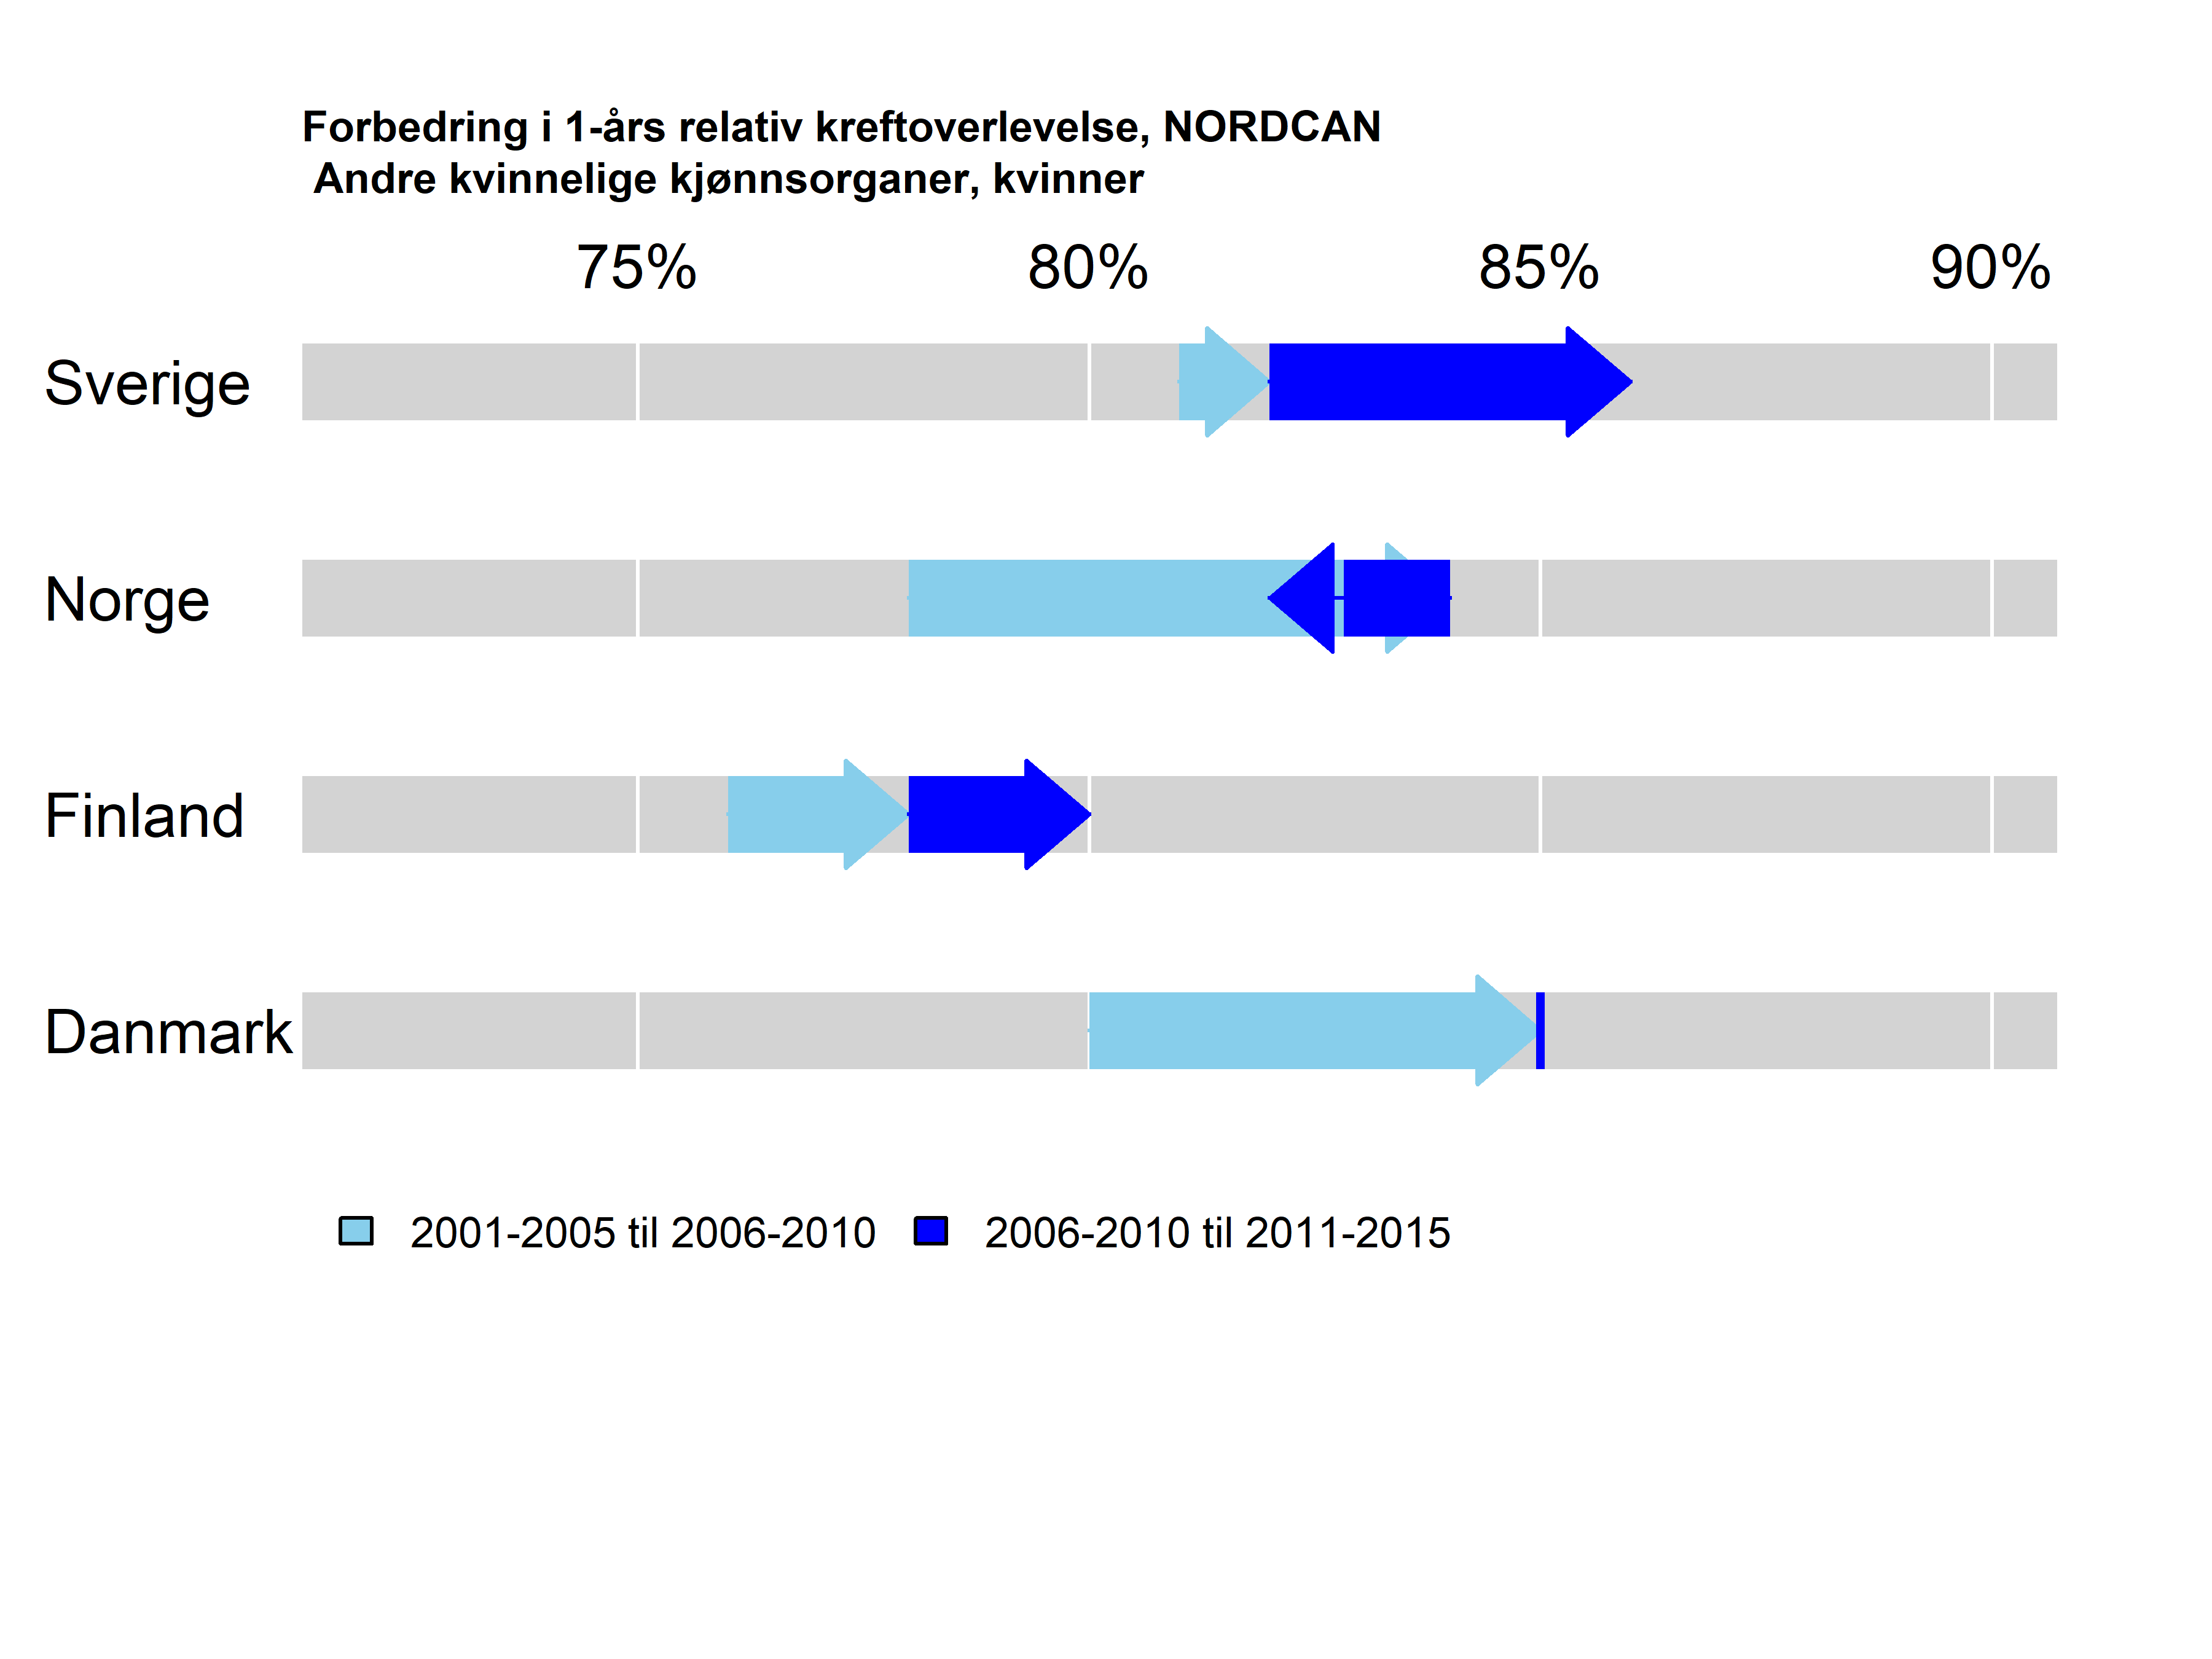 Forbedring i 1-års relativ kreftoverlevelse, NORDCAN
Andre kvinnelige kjønnsorganer, kvinner
75% 80% 85% 90%
Sverige
Norge
Finland
Danmark
2001-2005 til 2006-2010 2006-2010 til 2011-2015